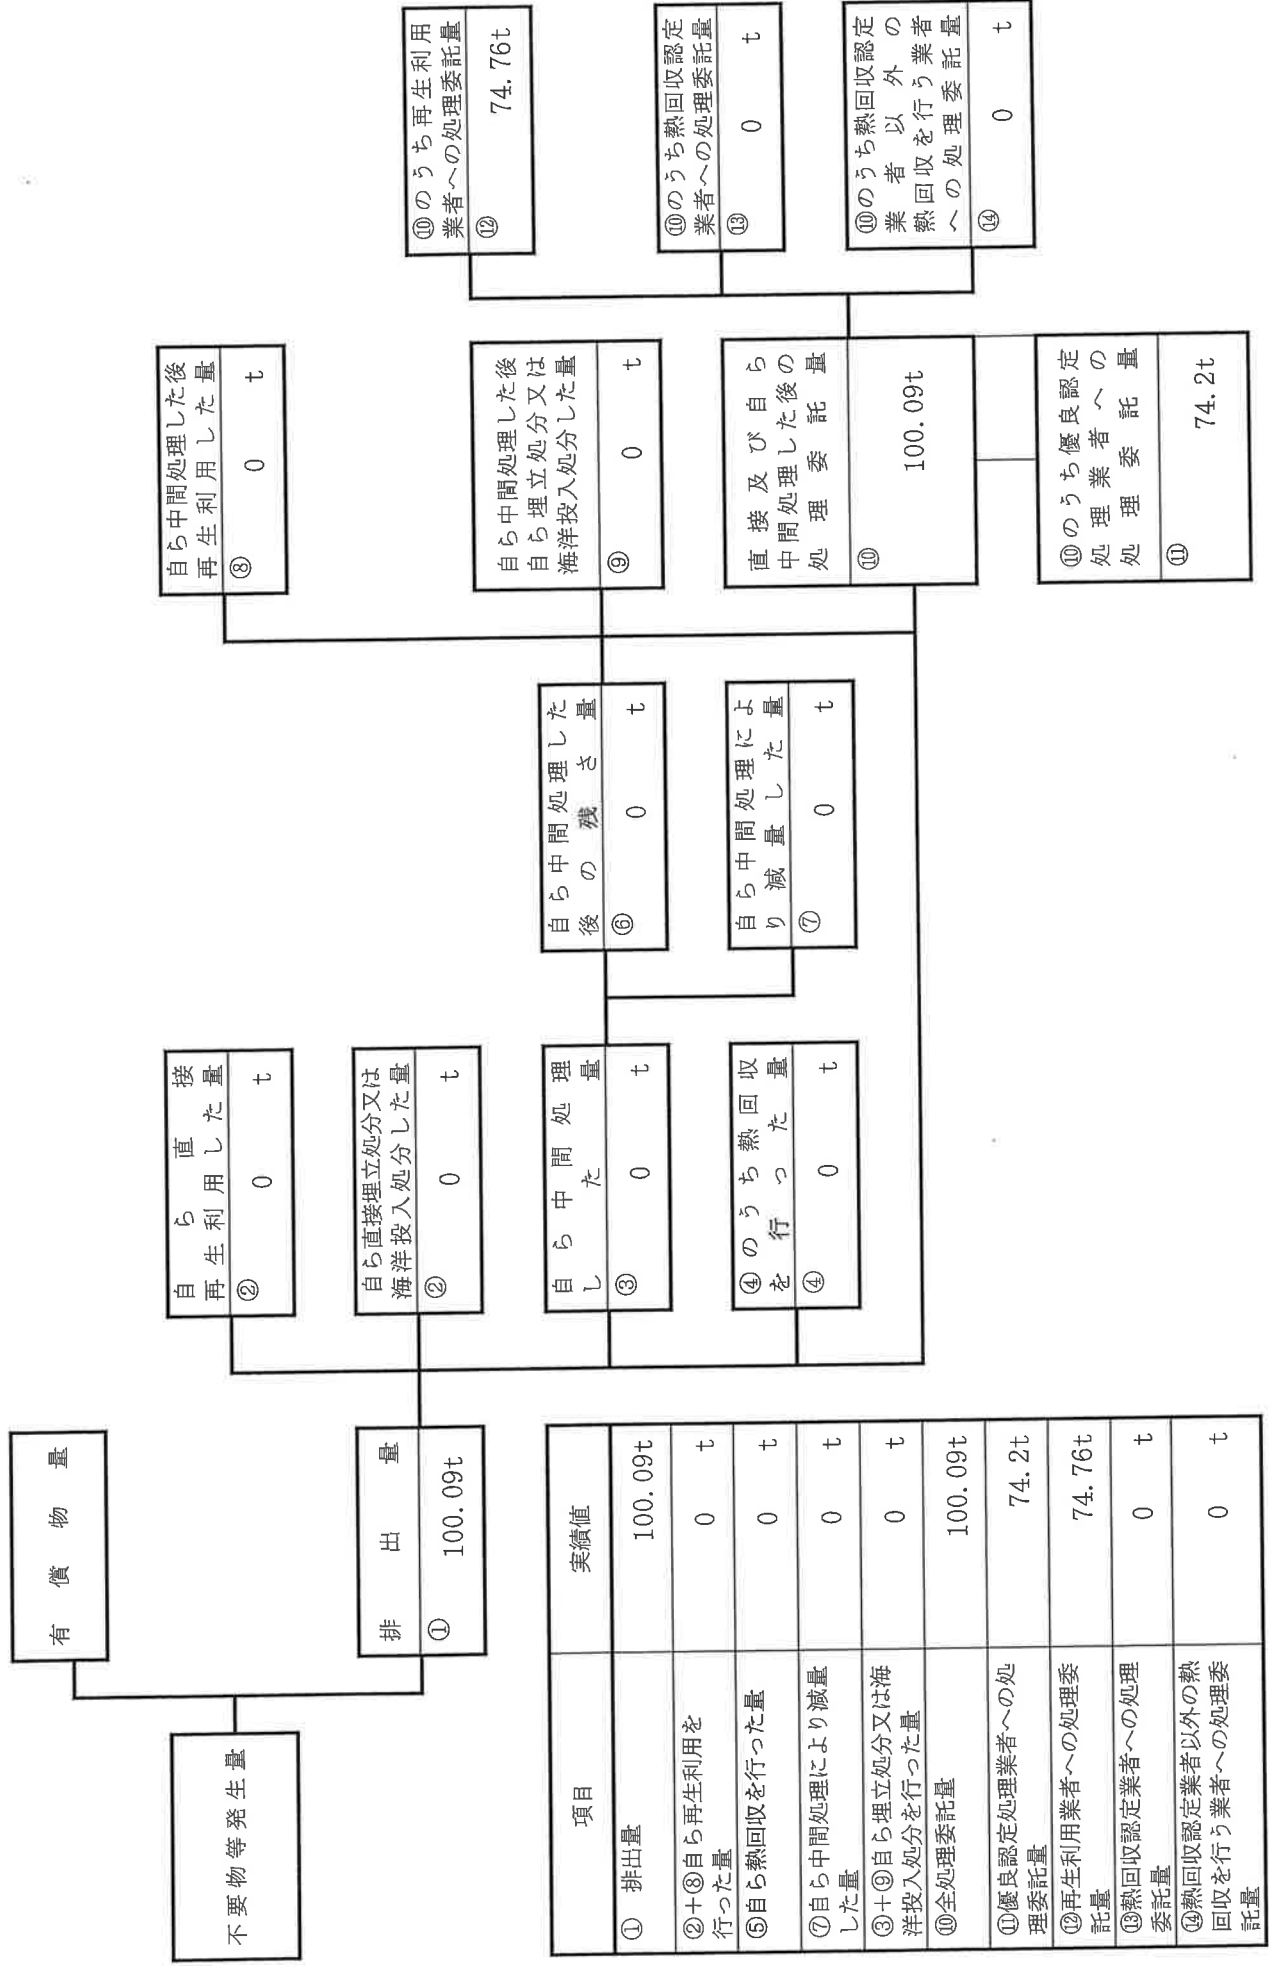 不要物等発生量
有償物量
排出量
① 100.09t
自ら直接
再生利用した量
② 0 t
自ら直接埋立処分又は
海洋投入処分した量
② 0 t
自ら中間処理
した量
③ 0 t
④のうち熱回収
を行った量
④ 0 t
自ら中間処理した
後の残さ量
⑥ 0 t
自ら中間処理によ
り減量した量
⑦ 0 t
自ら中間処理した後
再生利用した量
⑧ 0 t
自ら中間処理した後
自ら埋立処分又は
海洋投入処分した量
⑨ 0 t
直接及び自ら
中間処理した後の
処理委託量
⑩
100.09t
⑩のうち優良認定
処理業者への
処理委託量
⑪
74.2t
⑩のうち再生利用
業者への処理委託量
⑫ 74.76t
⑩のうち熱回収認定
業者への処理委託量
⑬ 0 t
⑩のうち熱回収認定
業者以外の
熱回収を行う業者
への処理委託量
⑭ 0 t
項目 実績値
① 排出量 100.09t
②+⑧自ら再生利用を
行った量 0 t
⑤自ら熱回収を行った量 0 t
⑦自ら中間処理により減量
した量 0 t
③+⑨自ら埋立処分又は海
洋投入処分を行った量 0 t
⑩全処理委託量 100.09t
⑪優良認定処理業者への処
理委託量 74.2t
⑫再生利用業者への処理委
託量 74.76t
⑬熱回収認定業者への処理
委託量 0 t
⑭熱回収認定業者以外の熱
回収を行う業者への処理委
託量 0 t